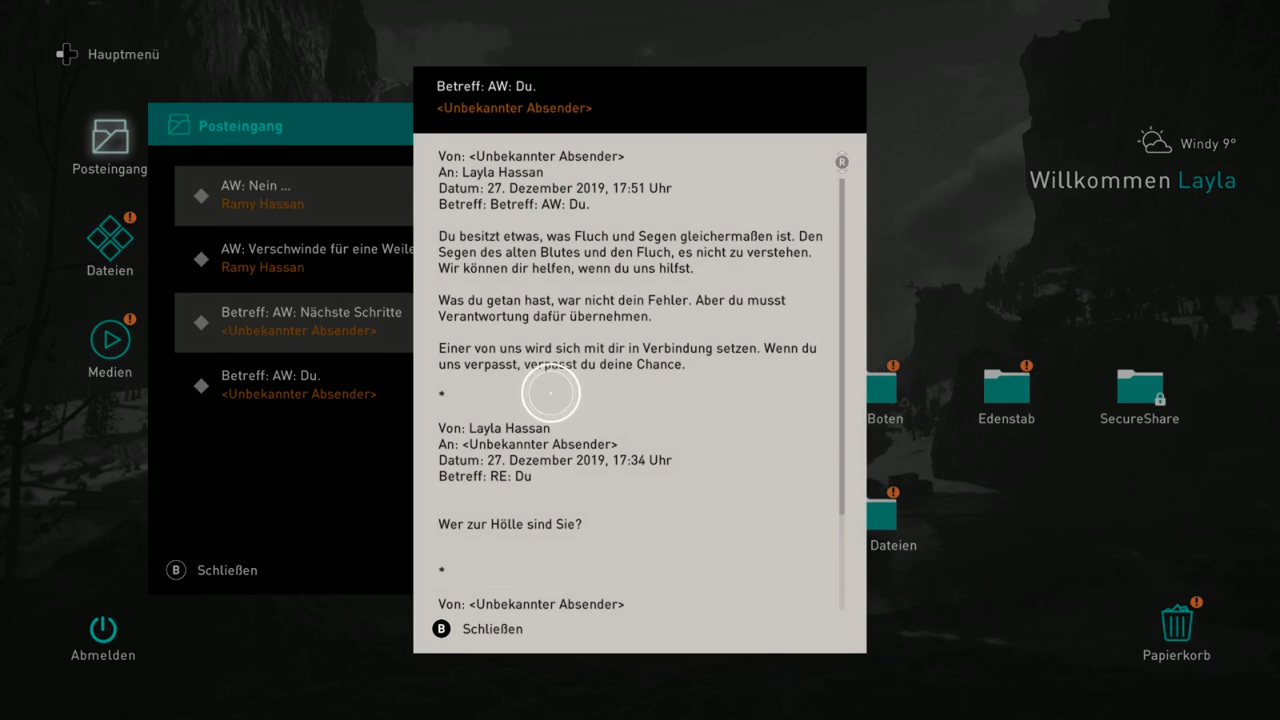 Hauptmenü
Posteingang
Dateien
Medien
Abmelden
Posteingang
AW: Nein ...
Ramy Hassan
AW: Verschwinde für eine Weile
Ramy Hassan
Betreff: AW: Nächste Schritte
<Unbekannter Absender>
Betreff: AW: Du.
<Unbekannter Absender>
B Schließen
Betreff: AW: Du.
<Unbekannter Absender>
R
Von: <Unbekannter Absender>
An: Layla Hassan
Datum: 27. Dezember 2019, 17:51 Uhr
Betreff: Betreff: AW: Du.
Du besitzt etwas, was Fluch und Segen gleichermaßen ist. Den
Segen des alten Blutes und den Fluch, es nicht zu verstehen.
Wir können dir helfen, wenn du uns hilfst.
Was du getan hast, war nicht dein Fehler. Aber du musst
Verantwortung dafür übernehmen.
Einer von uns wird sich mit dir in Verbindung setzen. Wenn du
uns verpasst, verpasst du deine Chance.
*
Von: Layla Hassan
An: <Unbekannter Absender>
Datum: 27. Dezember 2019, 17:34 Uhr
Betreff: RE: Du
Wer zur Hölle sind Sie?
*
Von: <Unbekannter Absender>
B Schließen
Windy 9°
Willkommen Layla
Boten
Edenstab
SecureShare
Dateien
Papierkorb